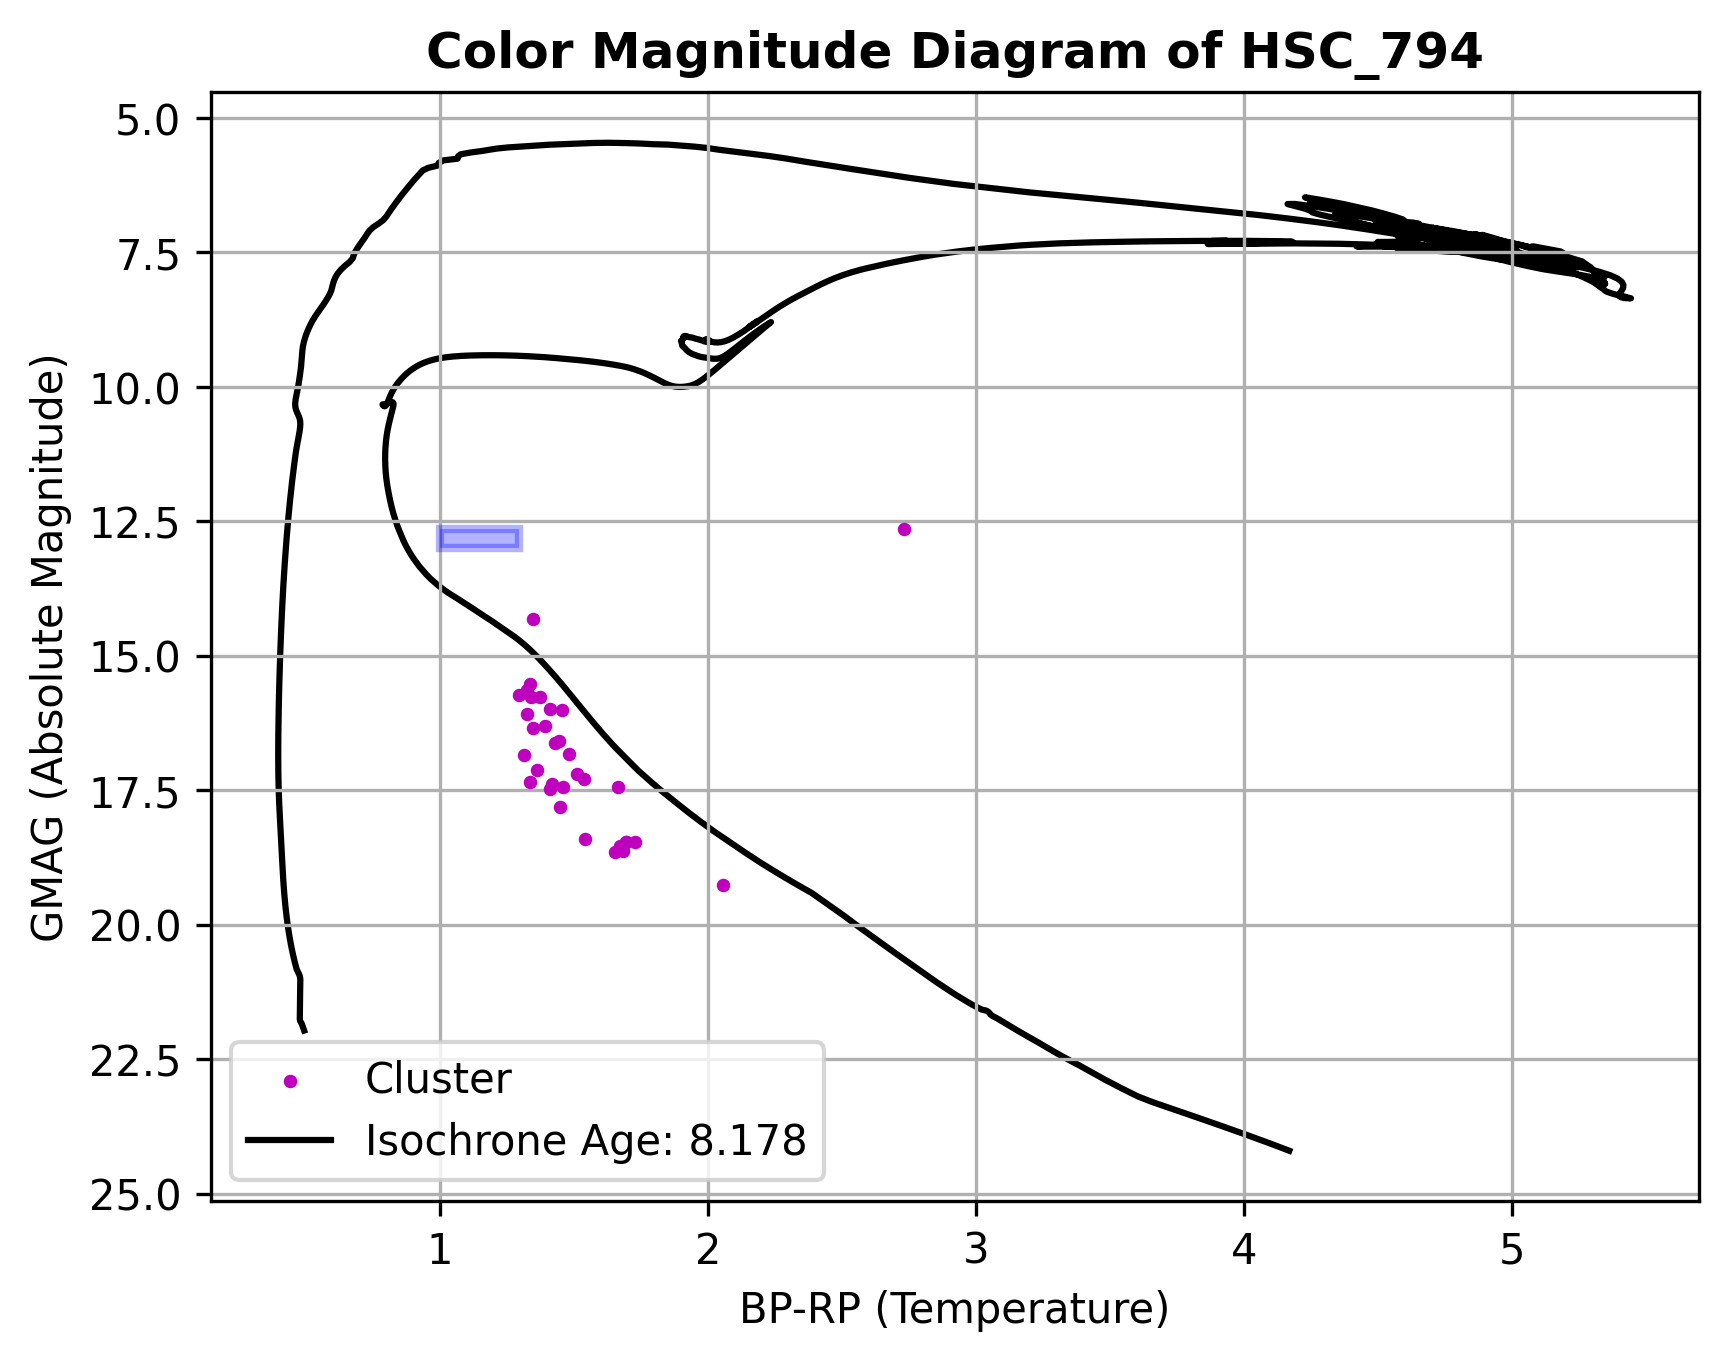 Color Magnitude Diagram of HSC_794
5.0
7.5
10.0
12.5
15.0
17.5
20.0
22.5
25.0
GMAG (Absolute Magnitude)
Cluster
Isochrone Age: 8.178
1 2 3 4 5
BP-RP (Temperature)